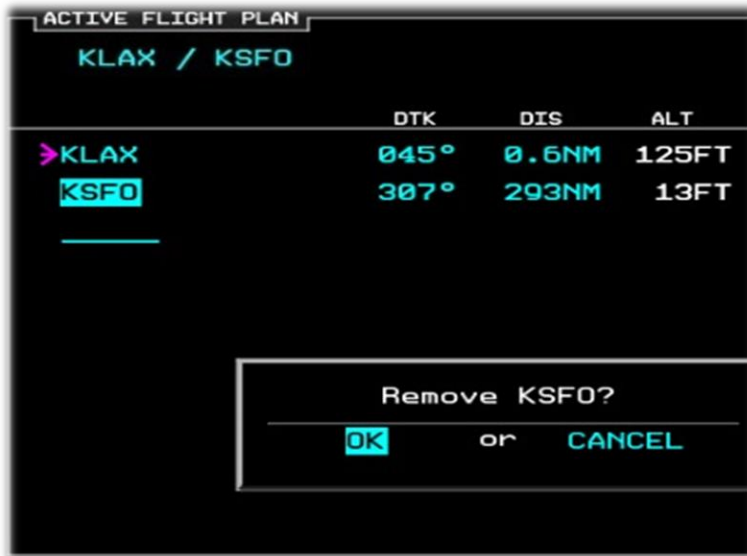 ACTIVE FLIGHT PLAN
KLAX / KSFO
DTK DIS ALT
KLAX 045° 0.6NM 125FT
KSFO 307° 293NM 13FT
Remove KSFO?
OK or CANCEL